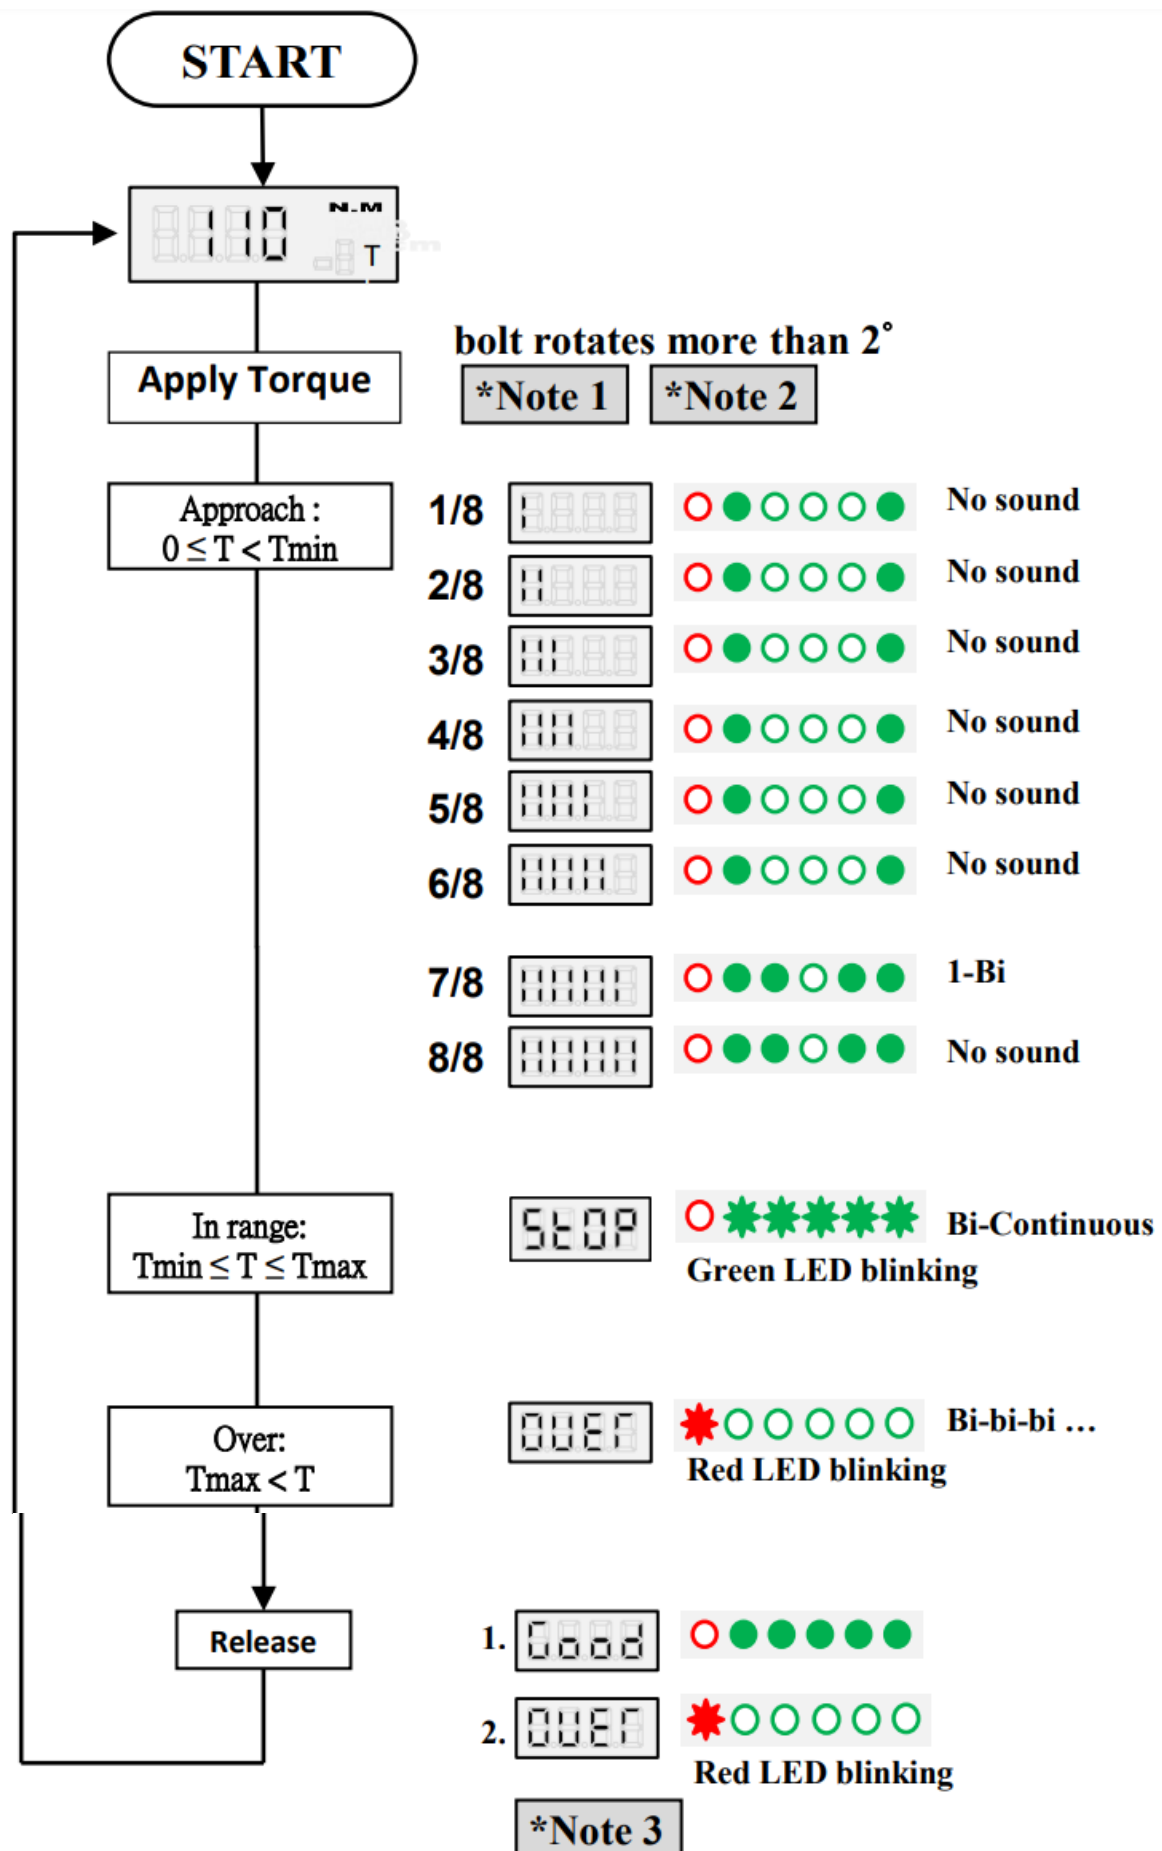 START
110 N.M
T
bolt rotates more than 2°
Apply Torque
*Note 1 *Note 2
Approach :
0 ≤ T < Tmin
1/8 No sound
2/8 No sound
3/8 No sound
4/8 No sound
5/8 No sound
6/8 No sound
7/8 1-Bi
8/8 No sound
In range:
Tmin ≤ T ≤ Tmax
StOP
Bi-Continuous
Green LED blinking
Over:
Tmax < T
OVEr
Bi-bi-bi ...
Red LED blinking
Release
1. Good
2. OVEr
Red LED blinking
*Note 3